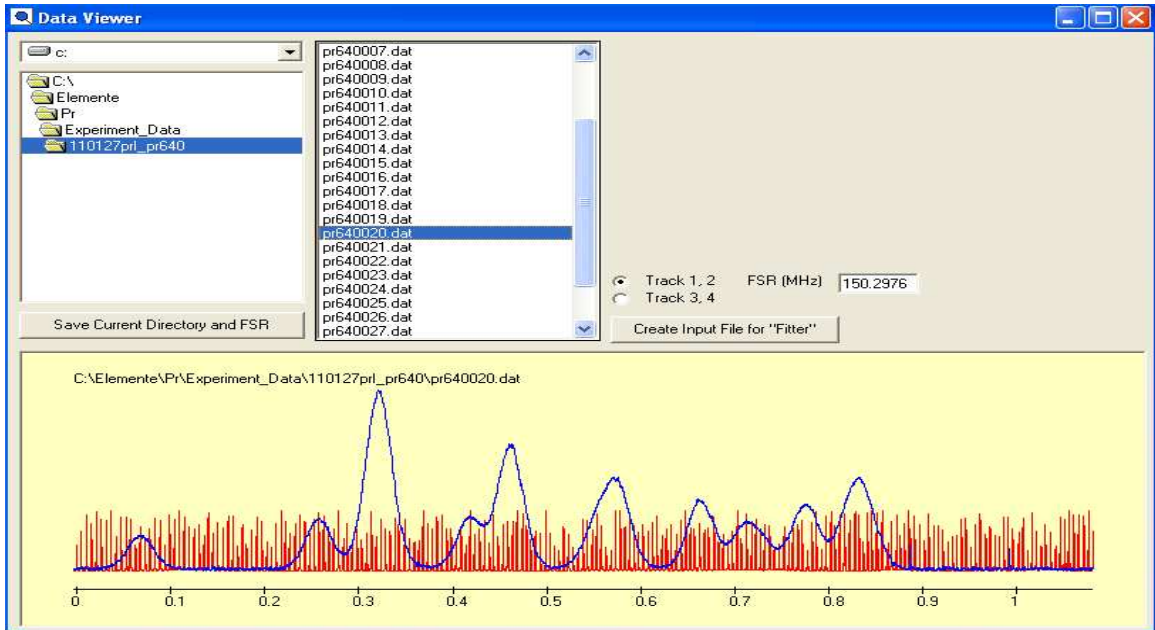 Data Viewer
c:
C:\
Elemente
Pr
Experiment_Data
110127prl_pr640
Save Current Directory and FSR
pr640007.dat
pr640008.dat
pr640009.dat
pr640010.dat
pr640011.dat
pr640012.dat
pr640013.dat
pr640014.dat
pr640015.dat
pr640016.dat
pr640017.dat
pr640018.dat
pr640019.dat
pr640020.dat
pr640021.dat
pr640022.dat
pr640023.dat
pr640024.dat
pr640025.dat
pr640026.dat
pr640027.dat
Track 1, 2 FSR (MHz) 150.2976
Track 3, 4
Create Input File for "Fitter"
C:\Elemente\Pr\Experiment_Data\110127prl_pr640\pr640020.dat
0 0.1 0.2 0.3 0.4 0.5 0.6 0.7 0.8 0.9 1